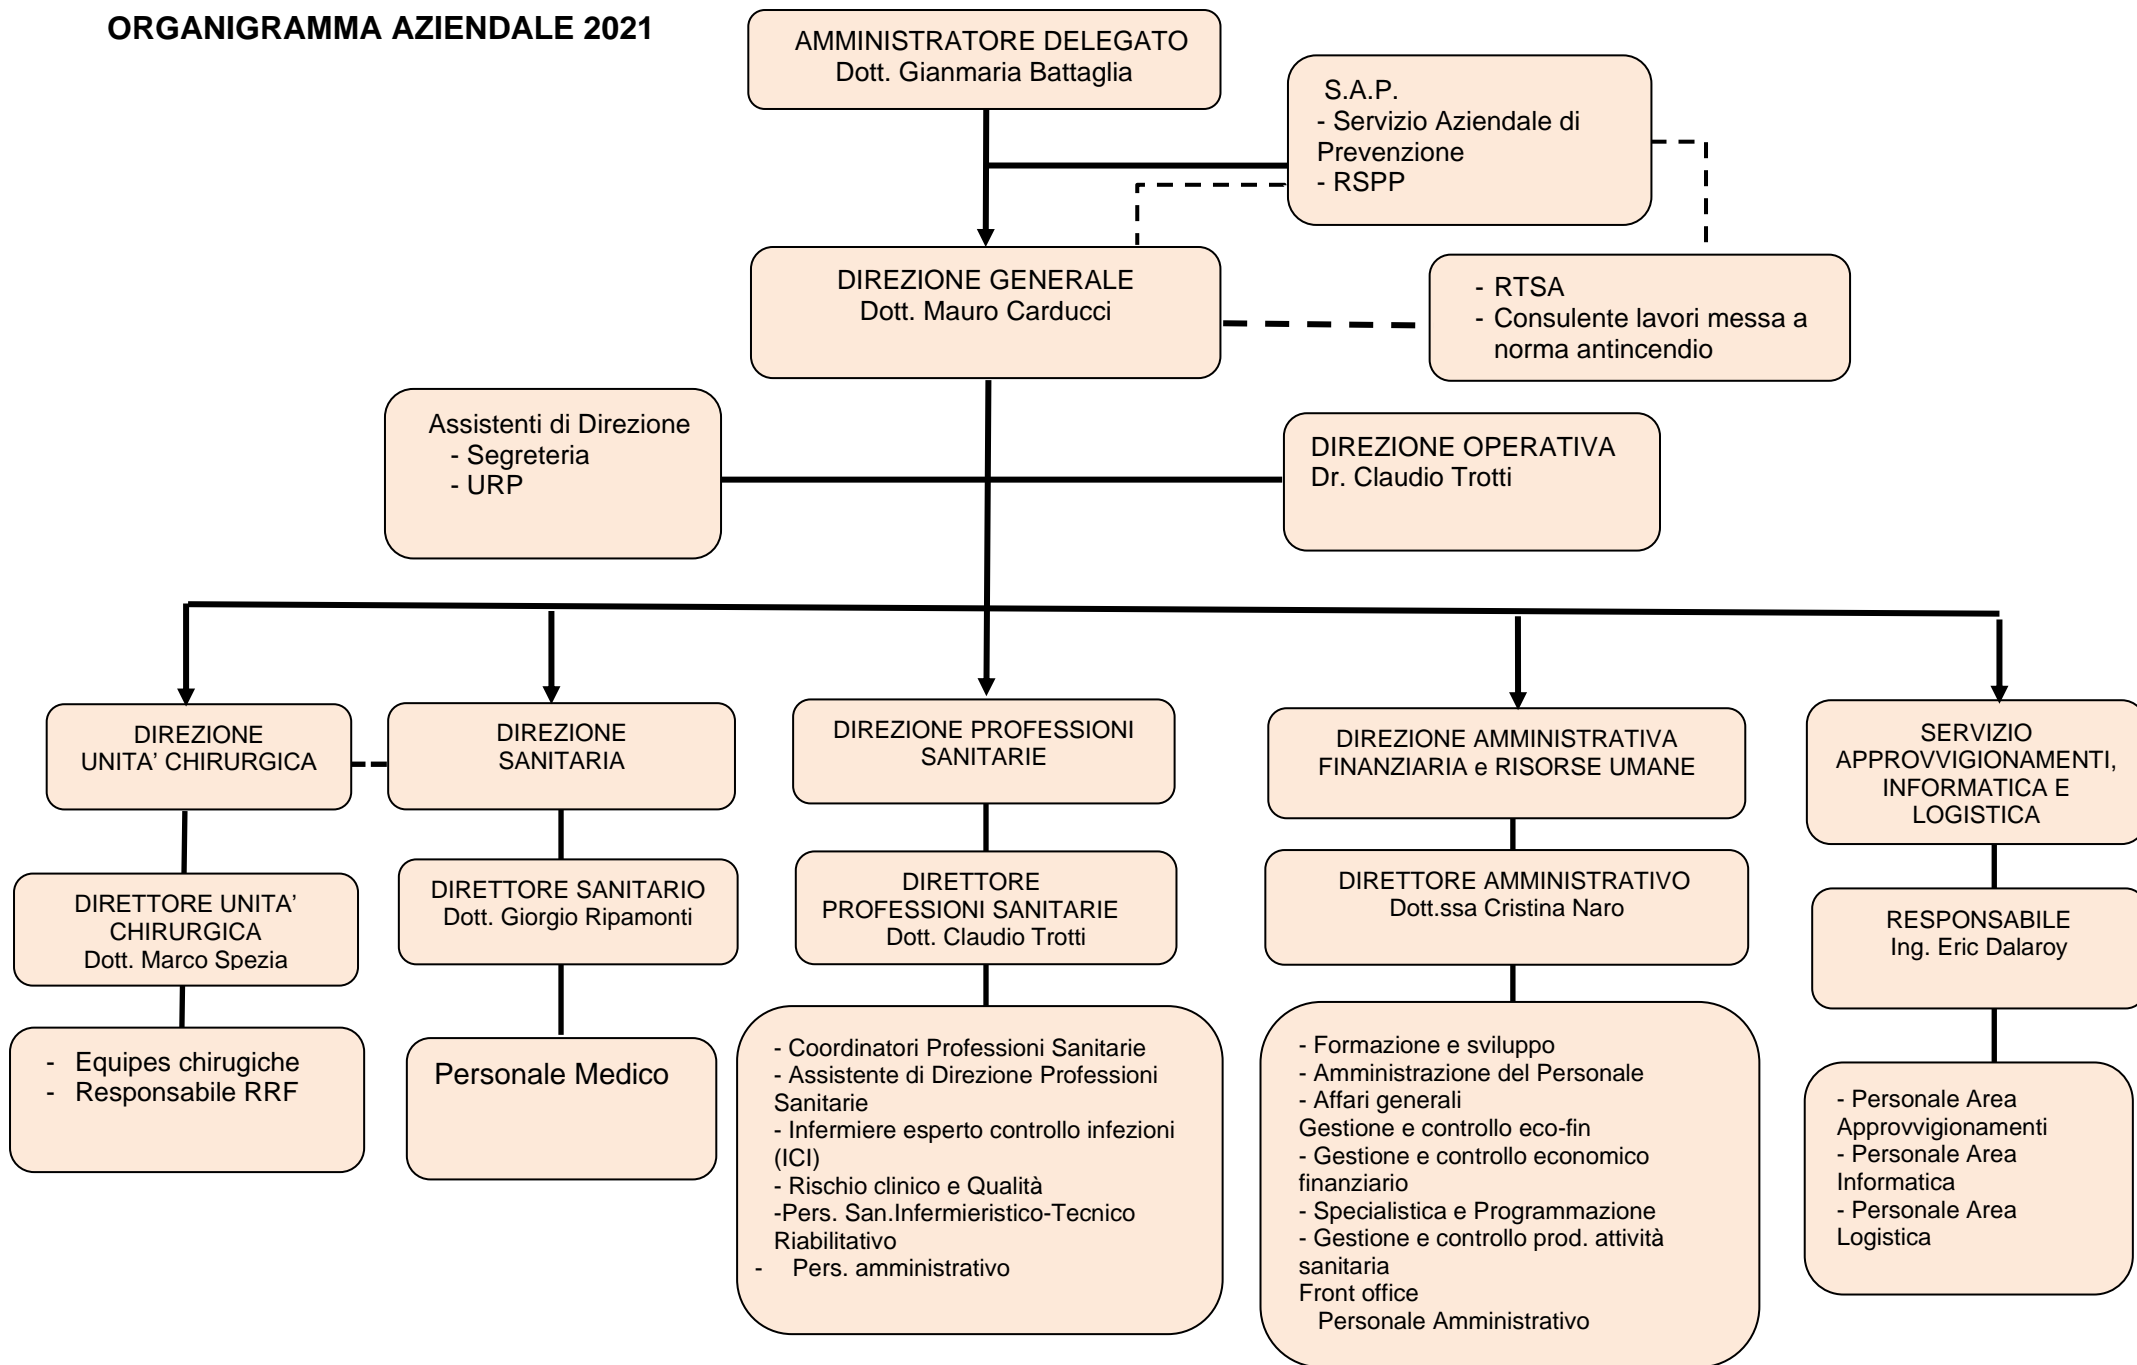 ORGANIGRAMMA AZIENDALE 2021
AMMINISTRATORE DELEGATO
Dott. Gianmaria Battaglia
S.A.P.
- Servizio Aziendale di
Prevenzione
- RSPP
DIREZIONE GENERALE
Dott. Mauro Carducci
- RTSA
- Consulente lavori messa a
norma antincendio
Assistenti di Direzione
- Segreteria
- URP
DIREZIONE OPERATIVA
Dr. Claudio Trotti
DIREZIONE
UNITA’ CHIRURGICA
DIREZIONE
SANITARIA
DIREZIONE PROFESSIONI
SANITARIE
DIREZIONE AMMINISTRATIVA
FINANZIARIA e RISORSE UMANE
SERVIZIO
APPROVVIGIONAMENTI,
INFORMATICA E
LOGISTICA
DIRETTORE UNITA’
CHIRURGICA
Dott. Marco Spezia
DIRETTORE SANITARIO
Dott. Giorgio Ripamonti
DIRETTORE
PROFESSIONI SANITARIE
Dott. Claudio Trotti
DIRETTORE AMMINISTRATIVO
Dott.ssa Cristina Naro
RESPONSABILE
Ing. Eric Dalaroy
- Equipes chirugiche
- Responsabile RRF
Personale Medico
- Coordinatori Professioni Sanitarie
- Assistente di Direzione Professioni
Sanitarie
- Infermiere esperto controllo infezioni
(ICI)
- Rischio clinico e Qualità
-Pers. San.Infermieristico-Tecnico
Riabilitativo
- Pers. amministrativo
- Formazione e sviluppo
- Amministrazione del Personale
- Affari generali
Gestione e controllo eco-fin
- Gestione e controllo economico
finanziario
- Specialistica e Programmazione
- Gestione e controllo prod. attività
sanitaria
Front office
Personale Amministrativo
- Personale Area
Approvvigionamenti
- Personale Area
Informatica
- Personale Area
Logistica